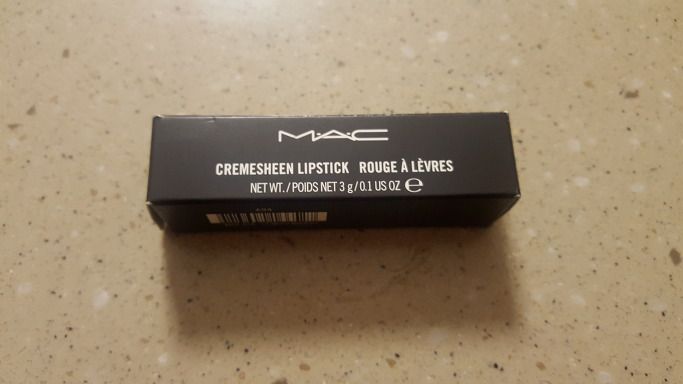 M·A·C
CREMESHEEN LIPSTICK ROUGE À LÈVRES
NET WT./POIDS NET 3 g/0.1 US OZ ℮